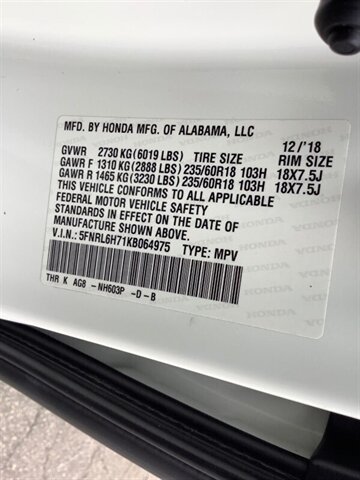 MFD. BY HONDA MFG. OF ALABAMA, LLC 12/'18
GVWR 2730 KG (6019 LBS) TIRE SIZE RIM SIZE
GAWR F 1310 KG (2888 LBS) 235/60R18 103H 18X7.5J
GAWR R 1465 KG (3230 LBS) 235/60R18 103H 18X7.5J
THIS VEHICLE CONFORMS TO ALL APPLICABLE
FEDERAL MOTOR VEHICLE SAFETY
STANDARDS IN EFFECT ON THE DATE OF
MANUFACTURE SHOWN ABOVE.
V.I.N.: 5FNRL6H71KB064975 TYPE: MPV
THR K AG8 -NH603P -D -B